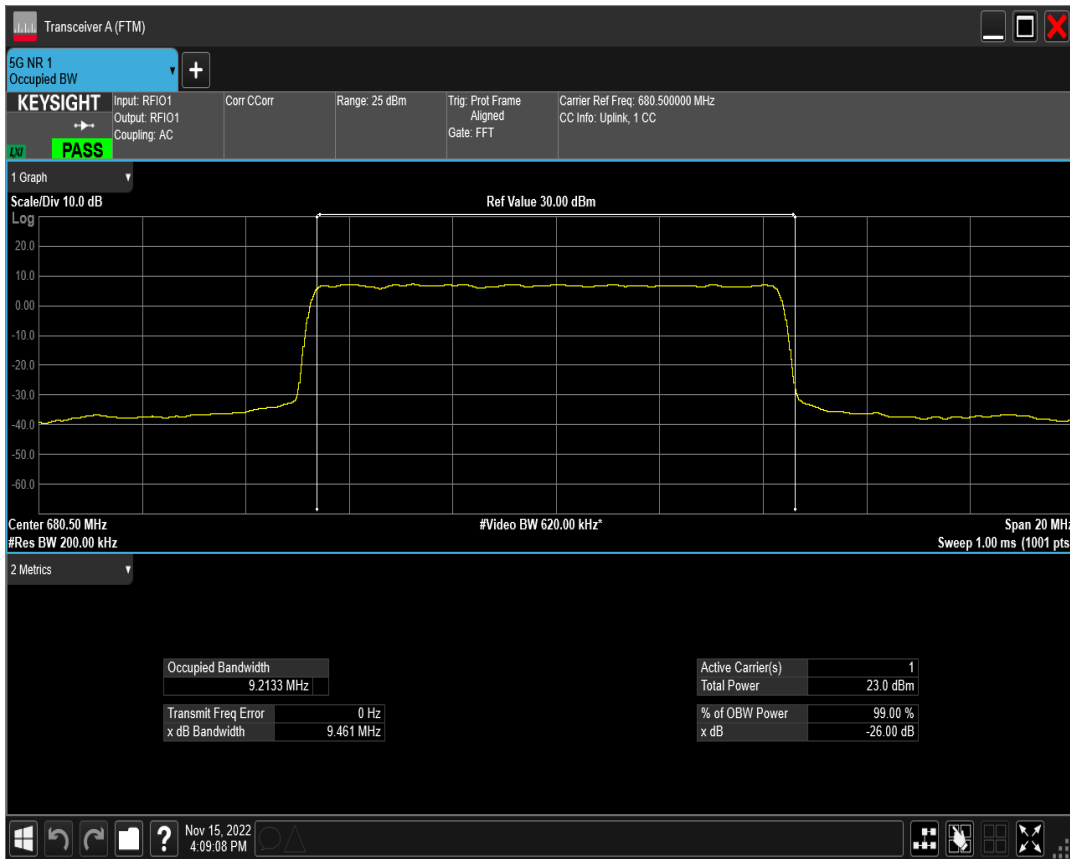 Transceiver A (FTM)
5G NR 1
Occupied BW
+
KEYSIGHT
LXI
PASS
Input: RFIO1
Output: RFIO1
Coupling: AC
Corr CCorr
Range: 25 dBm
Trig: Prot Frame
Aligned
Gate: FFT
Carrier Ref Freq: 680.500000 MHz
CC Info: Uplink, 1 CC
1 Graph
Scale/Div 10.0 dB
Ref Value 30.00 dBm
Log
20.0
10.0
0.00
-10.0
-20.0
-30.0
-40.0
-50.0
-60.0
Center 680.50 MHz
#Video BW 620.00 kHz*
Span 20 MHz
#Res BW 200.00 kHz
Sweep 1.00 ms (1001 pts
2 Metrics
Occupied Bandwidth
9.2133 MHz
Transmit Freq Error 0 Hz
x dB Bandwidth 9.461 MHz
Active Carrier(s) 1
Total Power 23.0 dBm
% of OBW Power 99.00 %
x dB -26.00 dB
?
Nov 15, 2022
4:09:08 PM